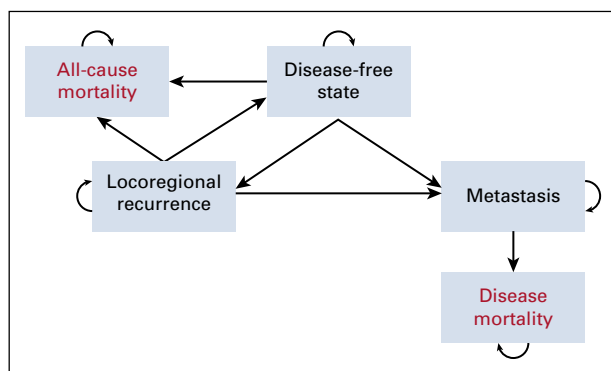 All-cause
mortality
Disease-free
state
Locoregional
recurrence
Metastasis
Disease
mortality